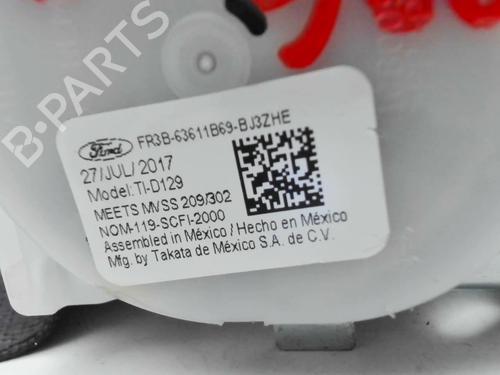 Ford
FR3B-63611B69-BJ3ZHE
27/JUL/2017
Model:TI-D129
MEETS MVSS 209/302
NOM-119-SCFI-2000
Assembled in México / Hecho en México
Mfg. by Takata de México S.A. de C.V.
B-PARTS